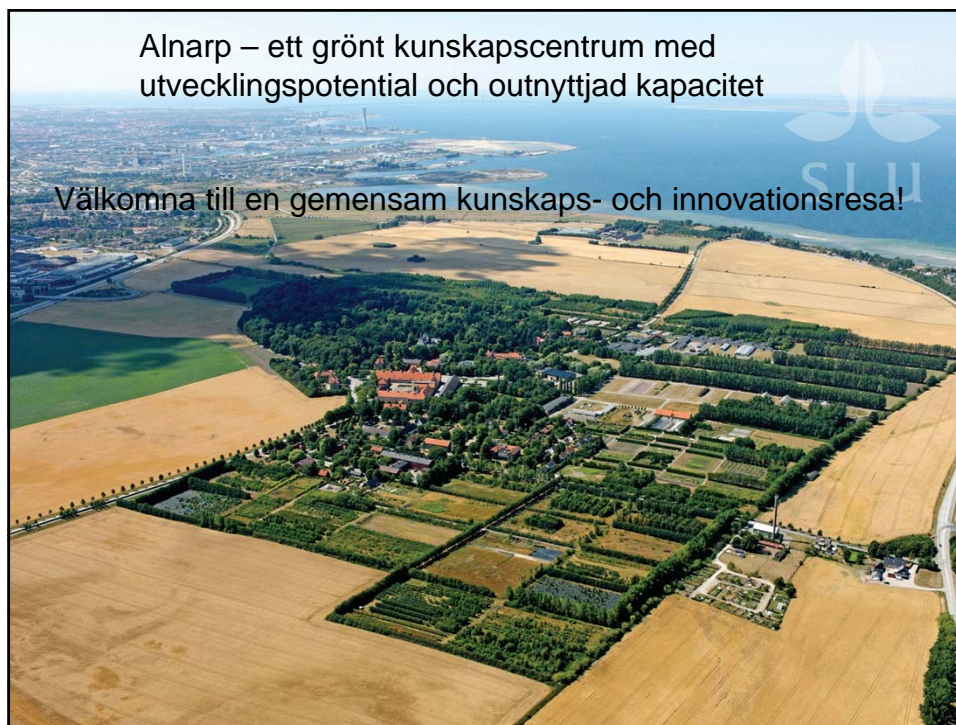 Alnarp – ett grönt kunskapscentrum med
utvecklingspotential och outnyttjad kapacitet
SLU
Välkomna till en gemensam kunskaps- och innovationsresa!